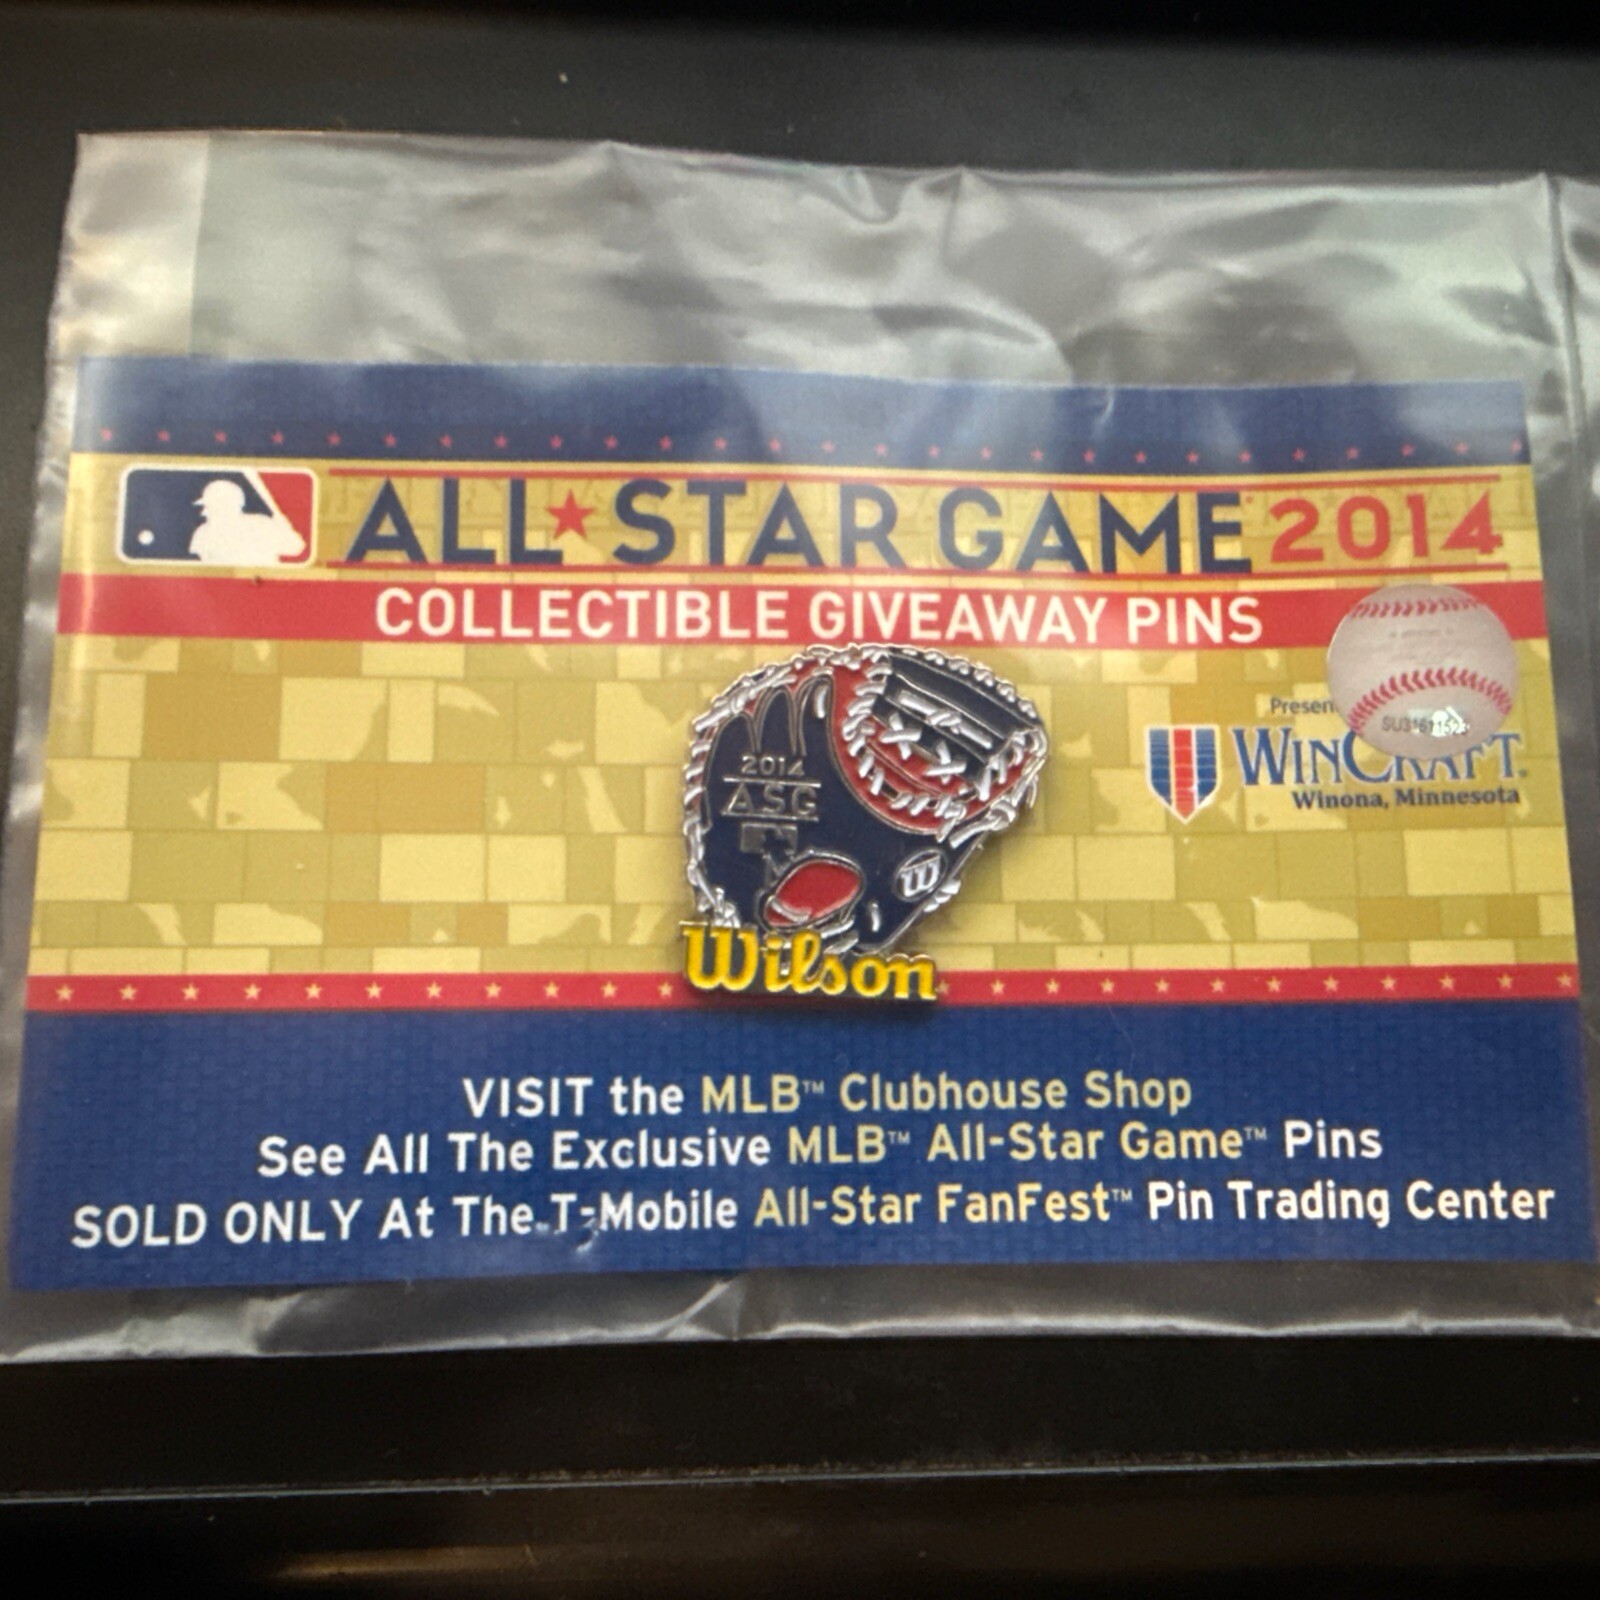 ALL★STAR GAME 2014
COLLECTIBLE GIVEAWAY PINS
WINCRAFT.
Winona, Minnesota
2014
ASG
W
Wilson
VISIT the MLB™ Clubhouse Shop
See All The Exclusive MLB™ All-Star Game™ Pins
SOLD ONLY At The T-Mobile All-Star FanFest™ Pin Trading Center